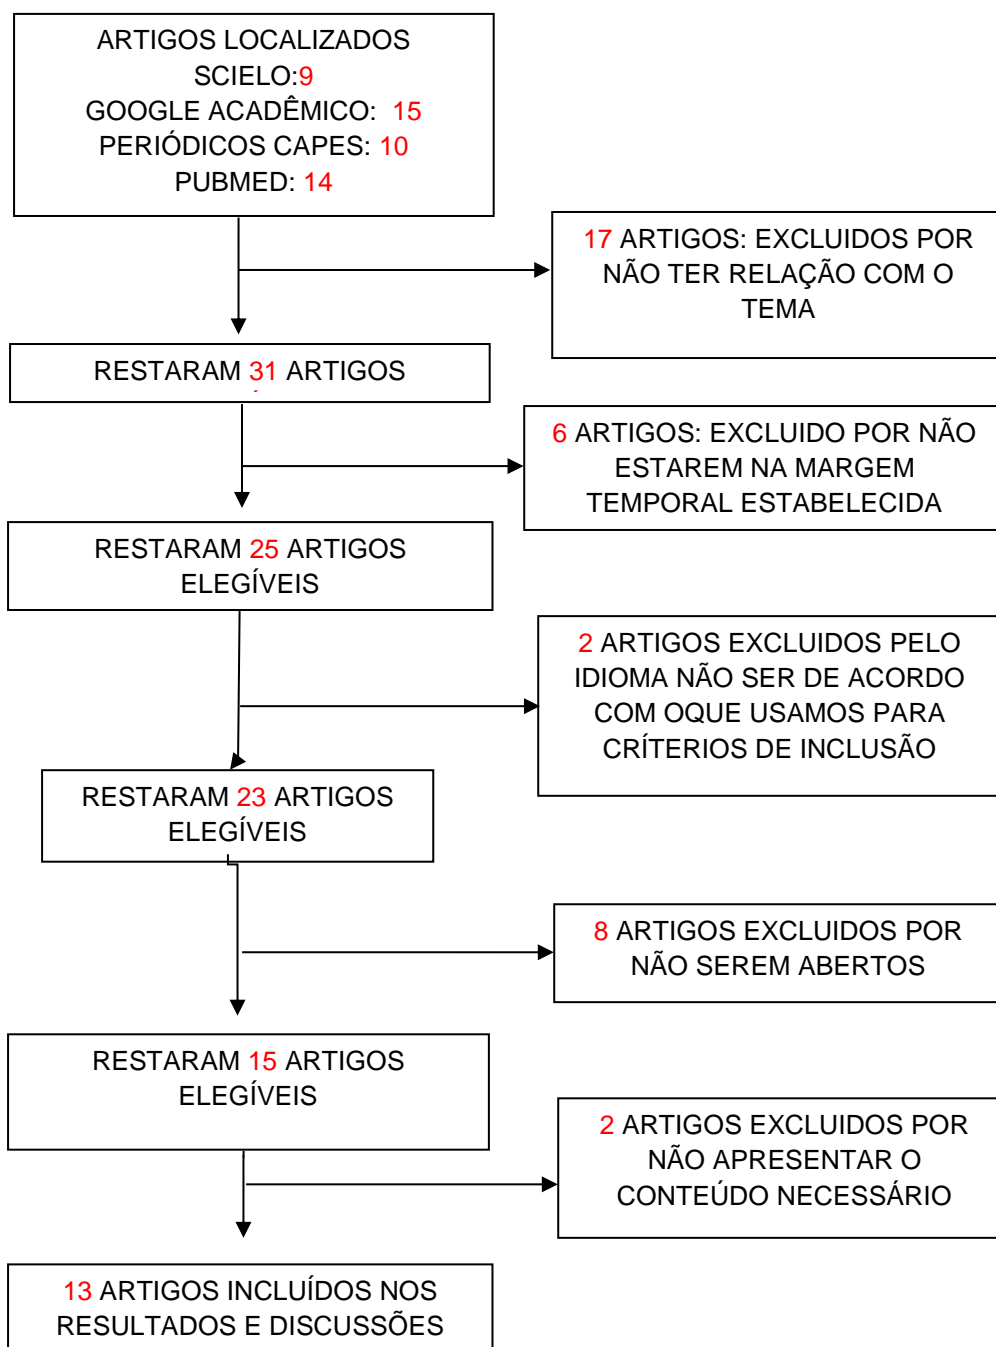 ARTIGOS LOCALIZADOS
SCIELO:9
GOOGLE ACADÊMICO: 15
PERIÓDICOS CAPES: 10
PUBMED: 14
17 ARTIGOS: EXCLUIDOS POR
NÃO TER RELAÇÃO COM O
TEMA
RESTARAM 31 ARTIGOS
6 ARTIGOS: EXCLUIDO POR NÃO
ESTAREM NA MARGEM
TEMPORAL ESTABELECIDA
RESTARAM 25 ARTIGOS
ELEGÍVEIS
2 ARTIGOS EXCLUIDOS PELO
IDIOMA NÃO SER DE ACORDO
COM OQUE USAMOS PARA
CRÍTERIOS DE INCLUSÃO
RESTARAM 23 ARTIGOS
ELEGÍVEIS
8 ARTIGOS EXCLUIDOS POR
NÃO SEREM ABERTOS
RESTARAM 15 ARTIGOS
ELEGÍVEIS
2 ARTIGOS EXCLUIDOS POR
NÃO APRESENTAR O
CONTEÚDO NECESSÁRIO
13 ARTIGOS INCLUÍDOS NOS
RESULTADOS E DISCUSSÕES